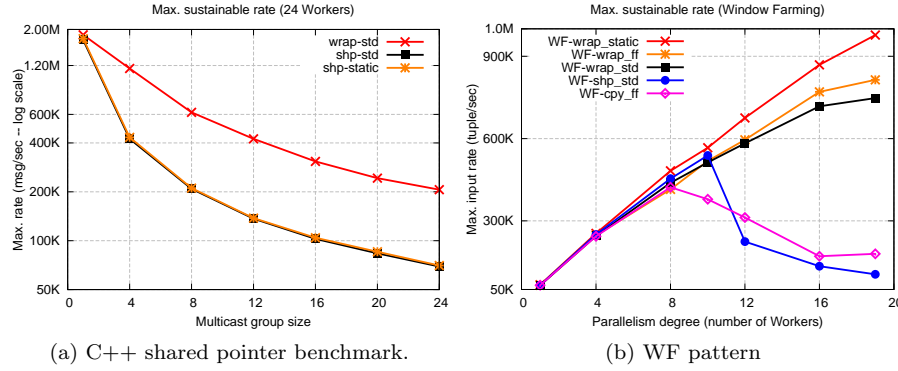 Max. sustainable rate (24 Workers)
Max. rate (msg/sec -- log scale)
2.00M
1.20M
600K
400K
200K
100K
50K
wrap-std
shp-std
shp-static
0 4 8 12 16 20 24
Multicast group size
(a) C++ shared pointer benchmark.
Max. sustainable rate (Window Farming)
Max. input rate (tuple/sec)
1.0M
900K
600K
300K
50K
WF-wrap_static
WF-wrap_ff
WF-wrap_std
WF-shp_std
WF-cpy_ff
0 4 8 12 16 20
Parallelism degree (number of Workers)
(b) WF pattern